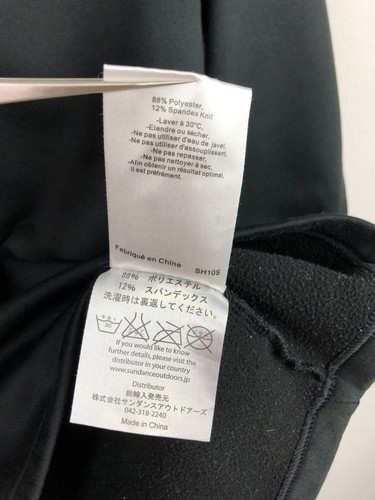 88% Polyester,
12% Spandex Knit
-Laver à 30°C,
-Etendre ou sécher,
-Ne pas utiliser d'eau de javel,
-Ne pas utiliser d'assouplissant,
-Ne pas repasser,
-Ne pas nettoyer à sec,
-Afin obtenir un résultat optimal,
il est préférément.
Fabriqué en China
SH10S
88% ポリエステル
12% スパンデックス
洗濯時は裏返してください。
30
If you would like to know
further details, please visit the
distributor in your country
www.sundanceoutdoors.jp
Distributor
総輸入発売元
株式会社サンダンスアウトドアーズ
042-318-2240
Made in China